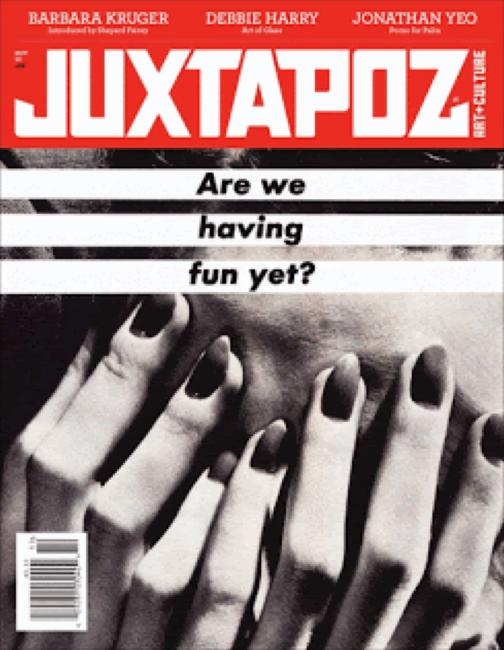 BARBARA KRUGER
Introduced by Shepard Fairey
DEBBIE HARRY
Art of Glass
JONATHAN YEO
Porno for Palin
JUXTAPOZ
ART+CULTURE
Are we
having
fun yet?